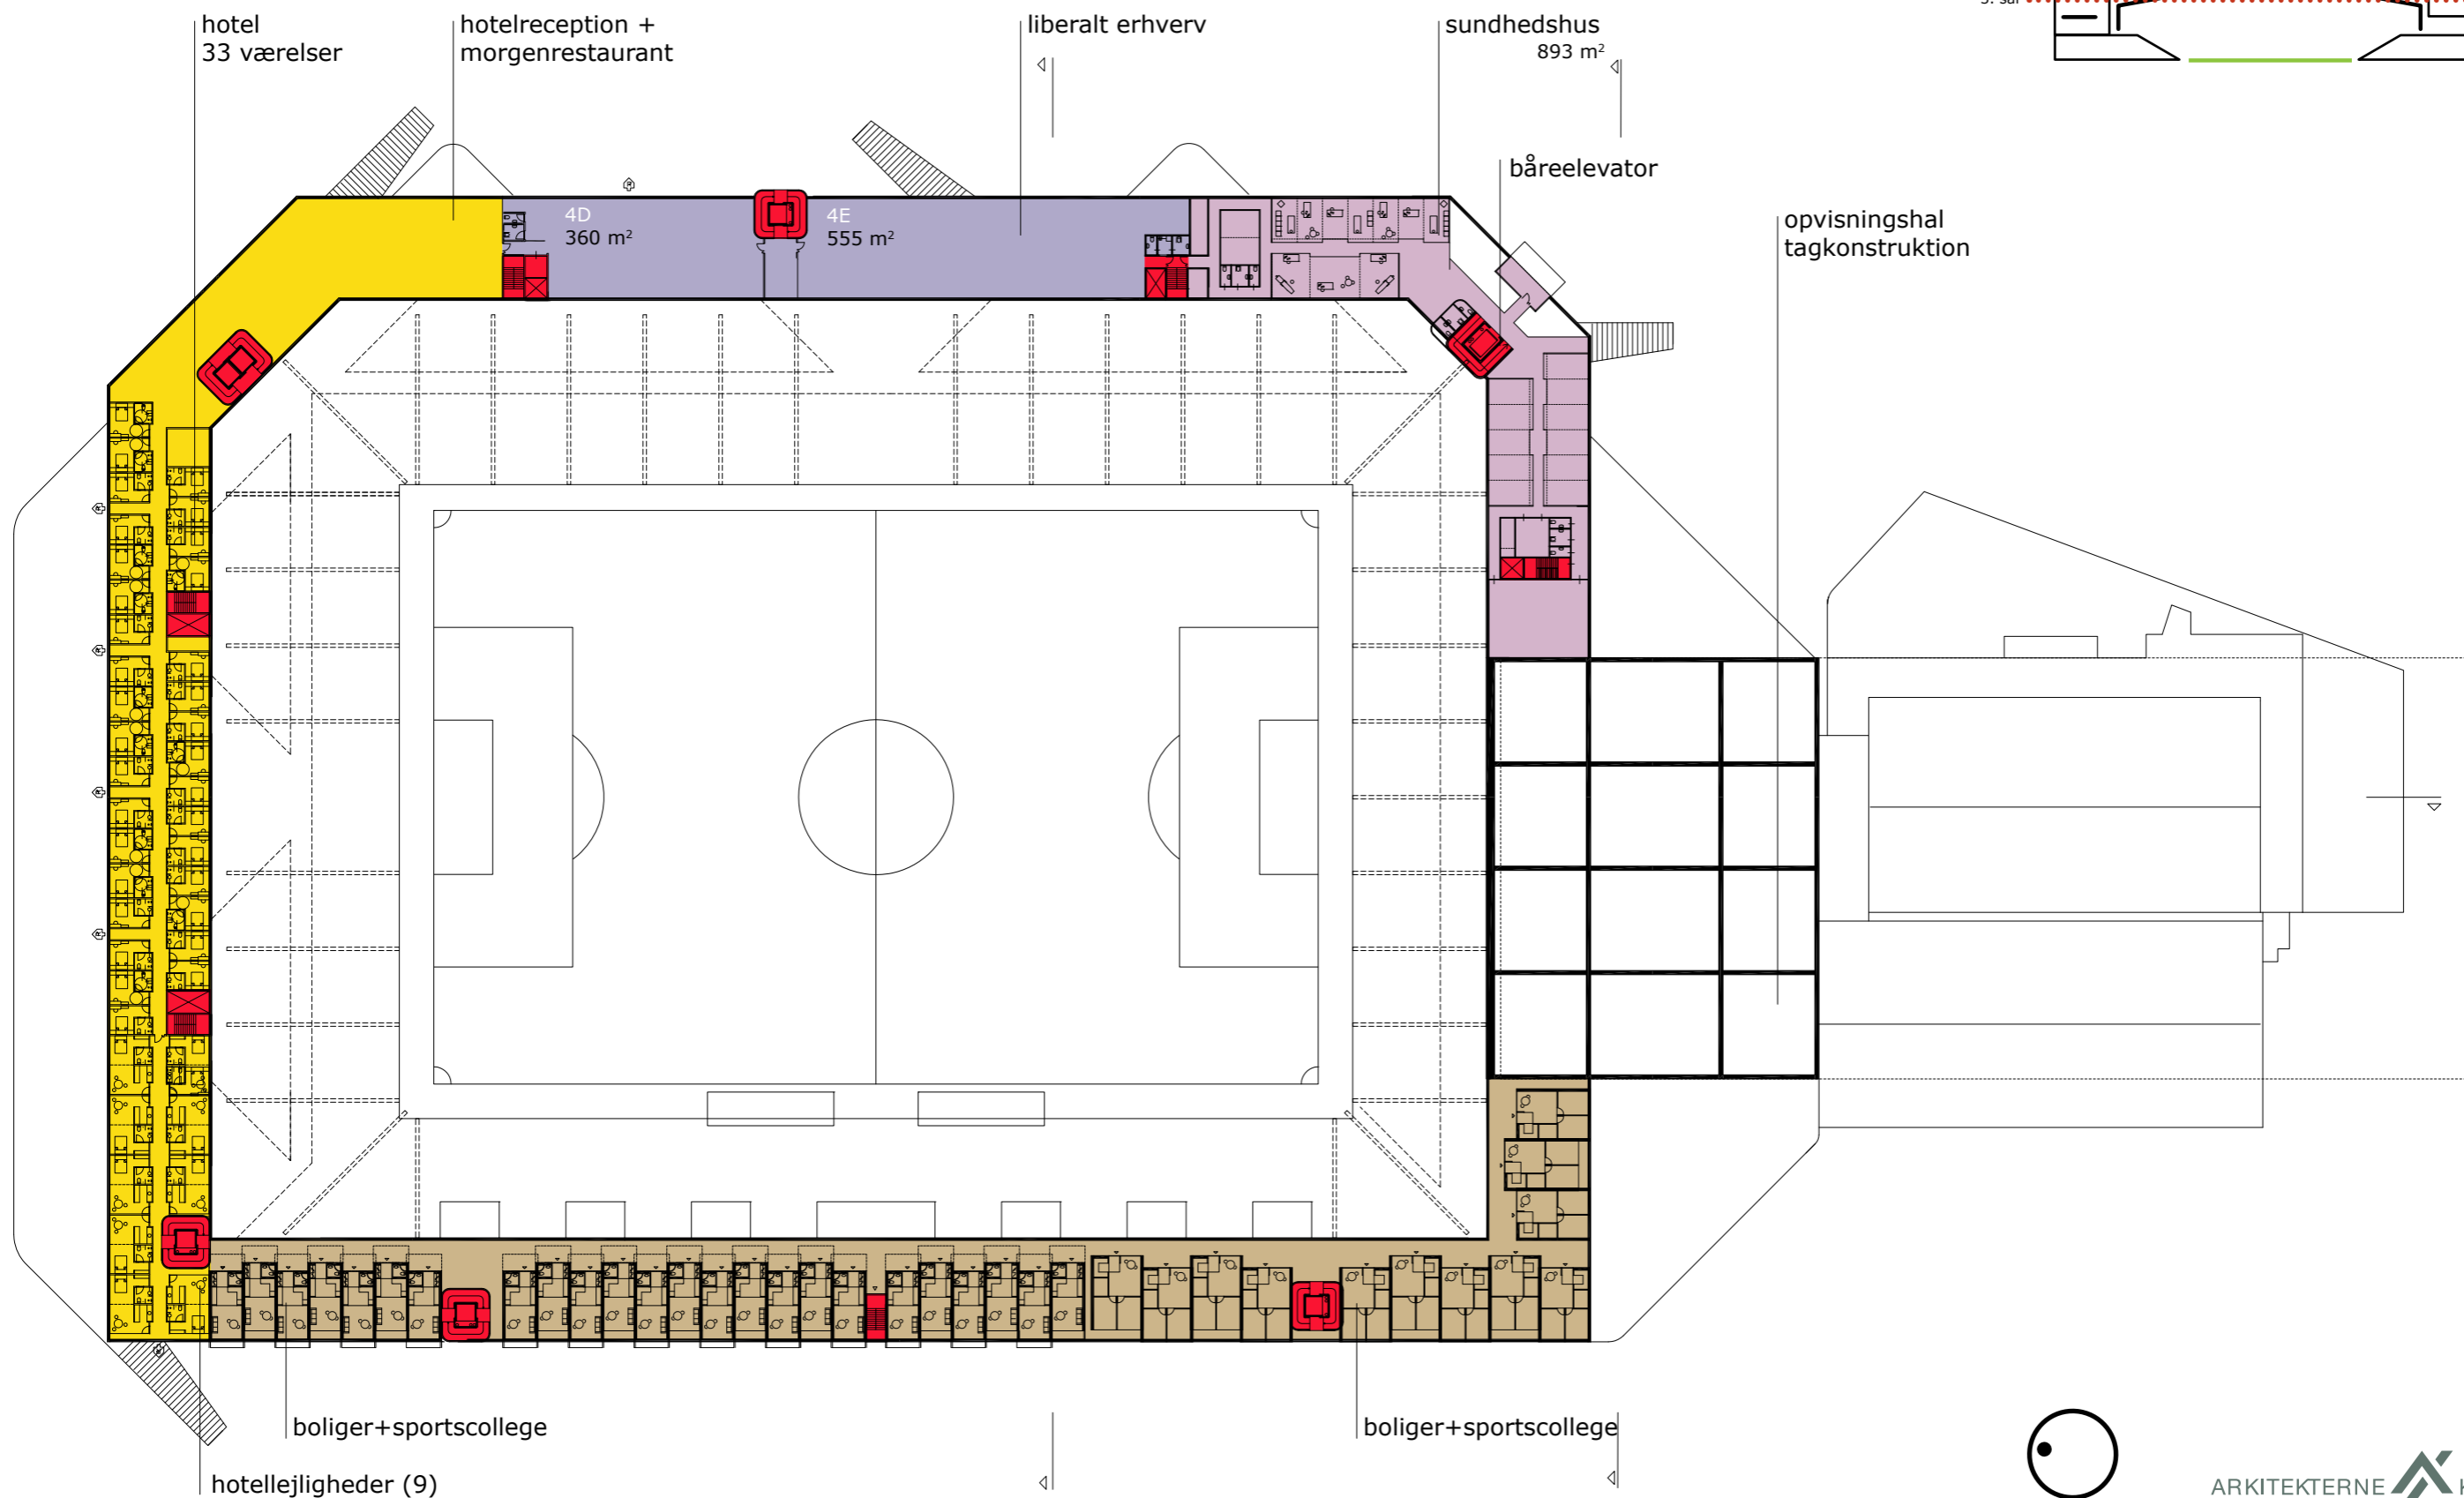 hotel
33 værelser
hotelreception +
morgenrestaurant
liberalt erhverv
sundhedshus
893 m²
båreelevator
opvisningshal
tagkonstruktion
4D
360 m²
4E
555 m²
boliger+sportscollege
boliger+sportscollege
hotellejligheder (9)
ARKITEKTERNE